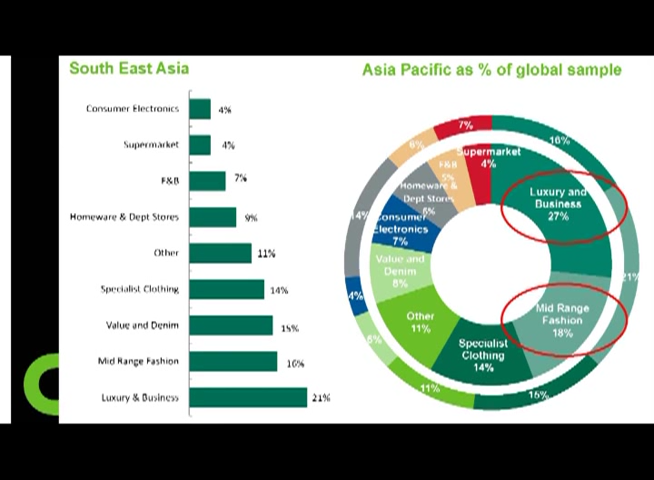 South East Asia
Consumer Electronics 4%
Supermarket 4%
F&B 7%
Homeware & Dept Stores 9%
Other 11%
Specialist Clothing 14%
Value and Denim 15%
Mid Range Fashion 16%
Luxury & Business 21%
Asia Pacific as % of global sample
7%
16%
6%
Supermarket
4%
F&B
5%
Luxury and
Business
27%
Homeware &
Dept Stores
6%
14%
Consumer
Electronics
7%
Value and
Denim
8%
21%
4%
Mid Range
Fashion
18%
Other
11%
Specialist
Clothing
14%
6%
11%
15%